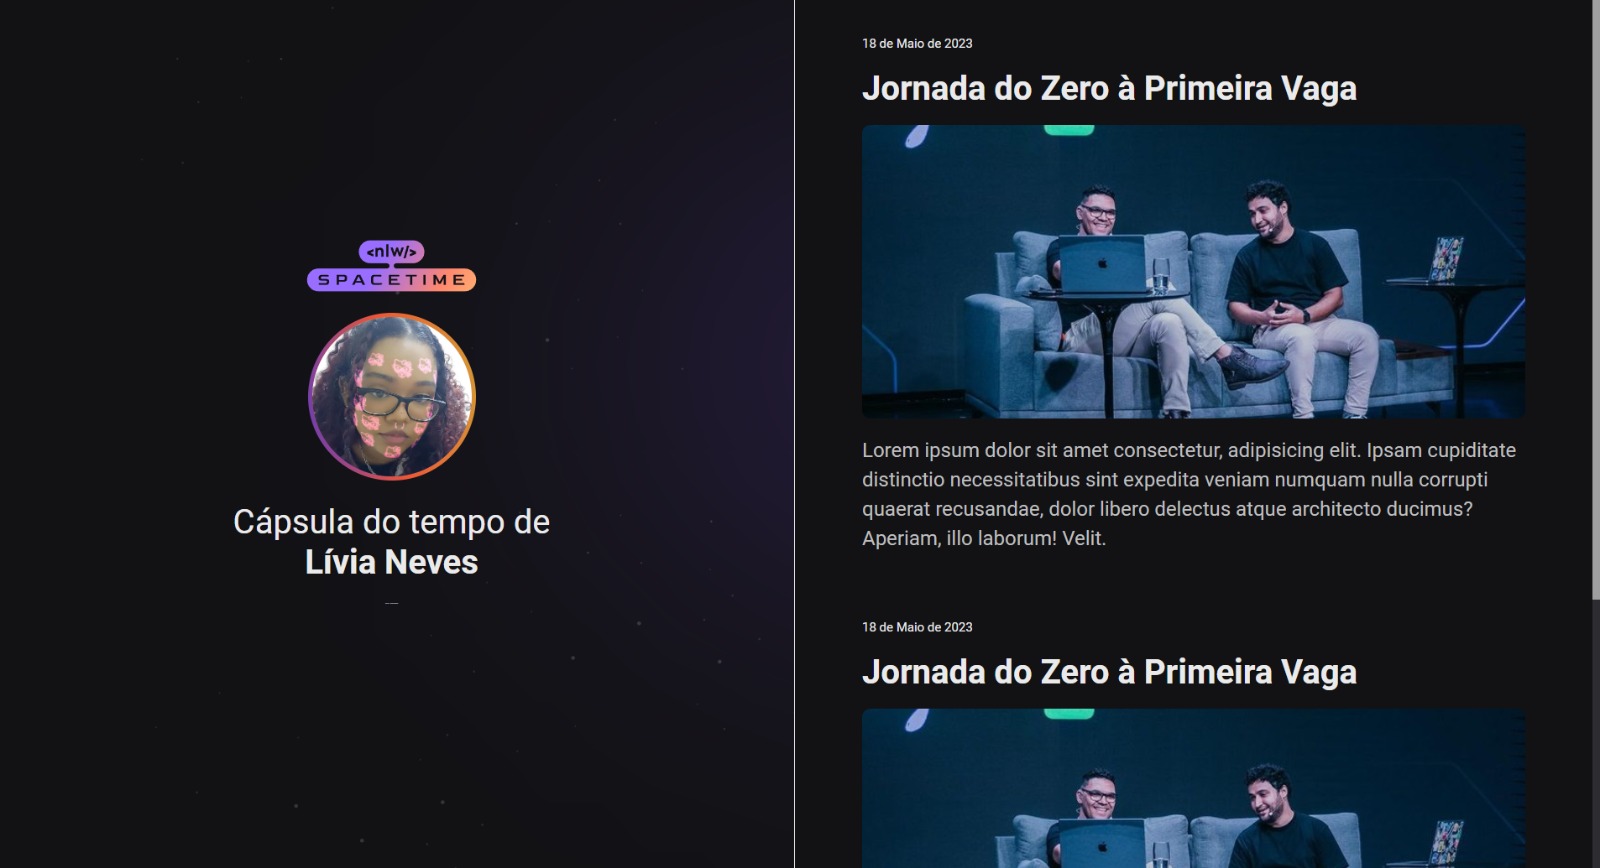 <nlw/>
SPACETIME
Cápsula do tempo de
Lívia Neves
18 de Maio de 2023
Jornada do Zero à Primeira Vaga
Lorem ipsum dolor sit amet consectetur, adipisicing elit. Ipsam cupiditate
distinctio necessitatibus sint expedita veniam numquam nulla corrupti
quaerat recusandae, dolor libero delectus atque architecto ducimus?
Aperiam, illo laborum! Velit.
18 de Maio de 2023
Jornada do Zero à Primeira Vaga